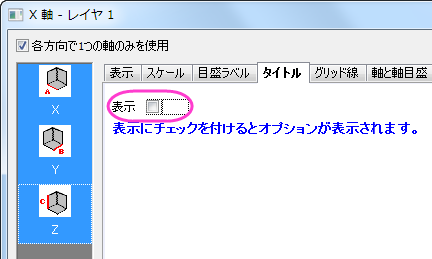 X 軸 - レイヤ 1
各方向で1つの軸のみを使用
表示 スケール 目盛ラベル タイトル グリッド線 軸と軸目盛
A
X
表示
表示にチェックを付けるとオプションが表示されます。
B
Y
C
Z